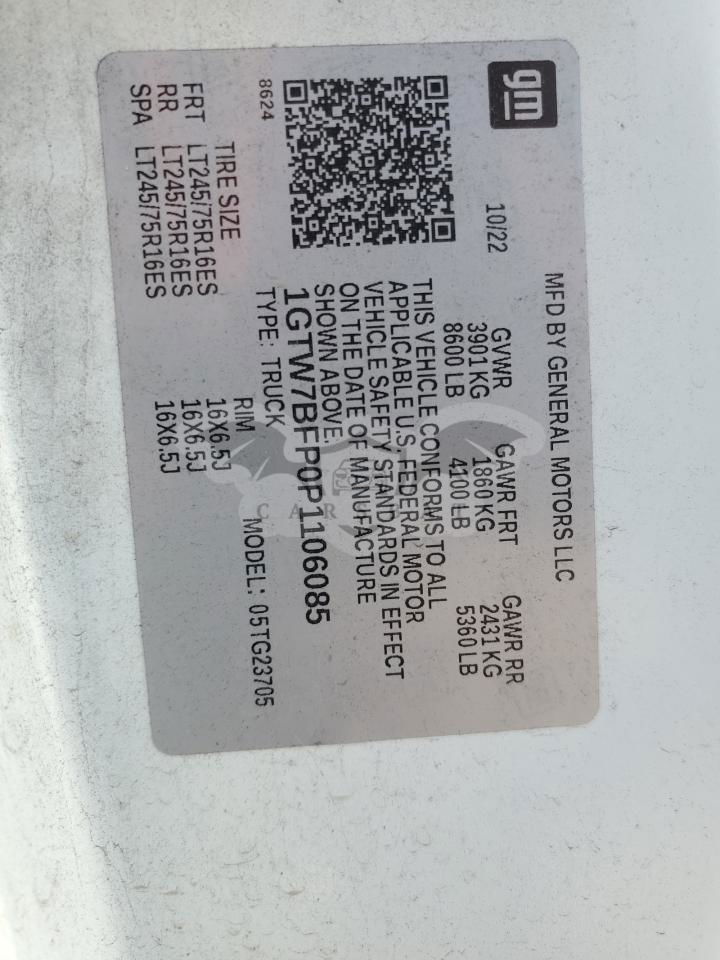 MFD BY GENERAL MOTORS LLC
gm
10/22
GVWR GAWR FRT GAWR RR
3901 KG 1860 KG 2431 KG
8600 LB 4100 LB 5360 LB
THIS VEHICLE CONFORMS TO ALL
APPLICABLE U.S. FEDERAL MOTOR
VEHICLE SAFETY STANDARDS IN EFFECT
ON THE DATE OF MANUFACTURE
SHOWN ABOVE.
1GTW7BFP0P1106085
TYPE: TRUCK MODEL: 05TG23705
8624
TIRE SIZE RIM
FRT LT245/75R16ES 16X6.5J
RR LT245/75R16ES 16X6.5J
SPA LT245/75R16ES 16X6.5J